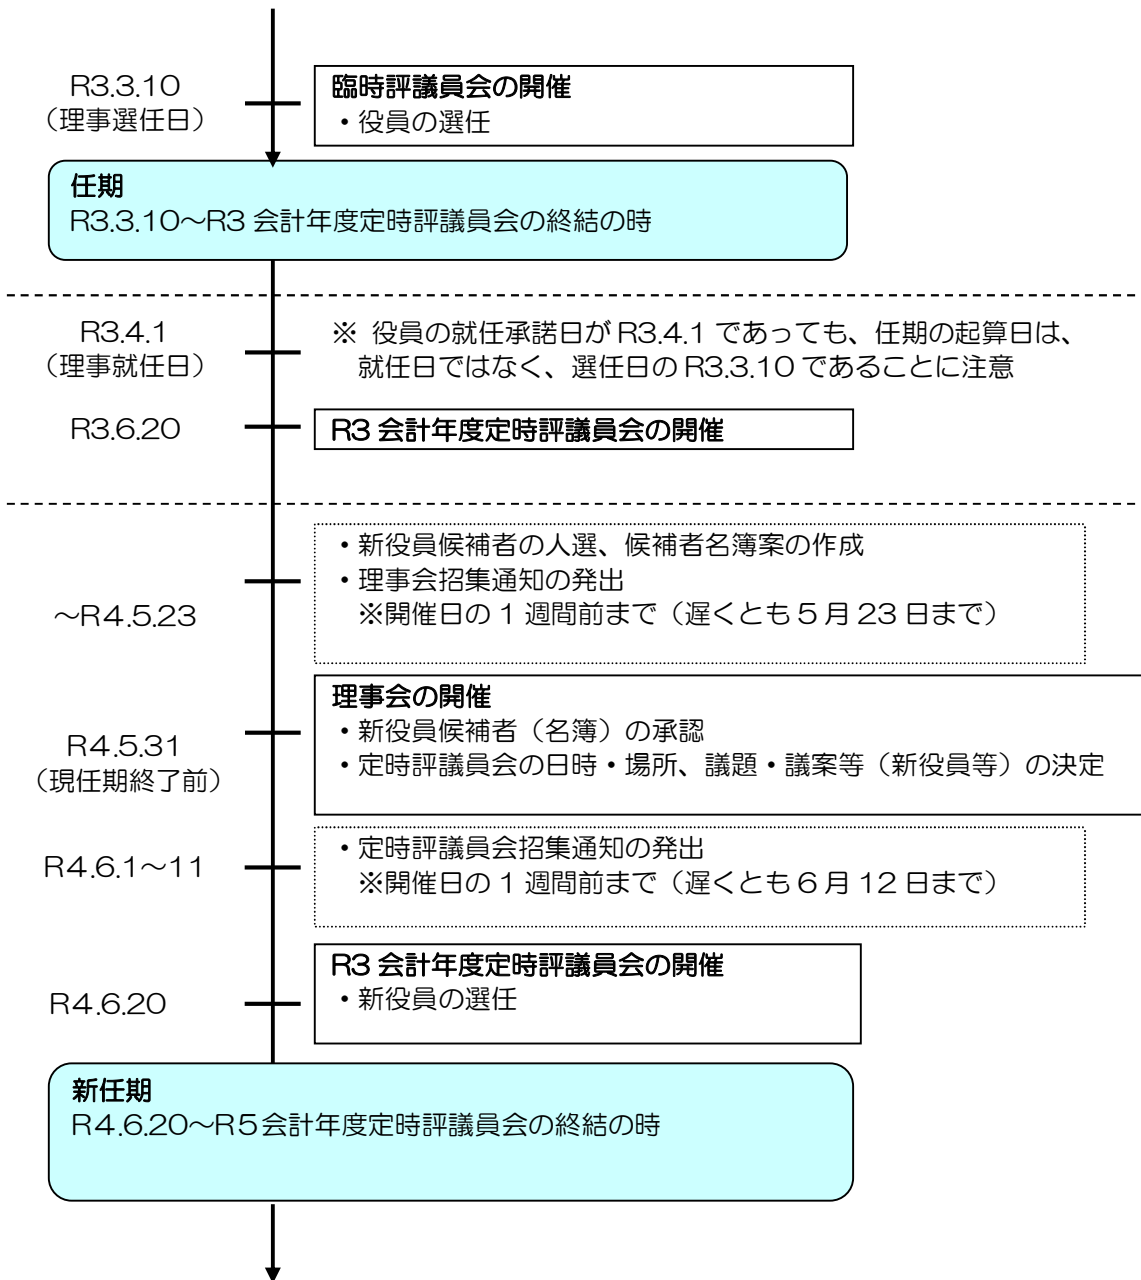 R3.3.10
（理事選任日）
臨時評議員会の開催
・役員の選任
任期
R3.3.10～R3 会計年度定時評議員会の終結の時
R3.4.1
（理事就任日）
※ 役員の就任承諾日が R3.4.1 であっても、任期の起算日は、
就任日ではなく、選任日の R3.3.10 であることに注意
R3.6.20
R3 会計年度定時評議員会の開催
～R4.5.23
・新役員候補者の人選、候補者名簿案の作成
・理事会招集通知の発出
※開催日の 1 週間前まで（遅くとも 5 月 23 日まで）
R4.5.31
（現任期終了前）
理事会の開催
・新役員候補者（名簿）の承認
・定時評議員会の日時・場所、議題・議案等（新役員等）の決定
R4.6.1～11
・定時評議員会招集通知の発出
※開催日の 1 週間前まで（遅くとも 6 月 12 日まで）
R4.6.20
R3 会計年度定時評議員会の開催
・新役員の選任
新任期
R4.6.20～R5会計年度定時評議員会の終結の時